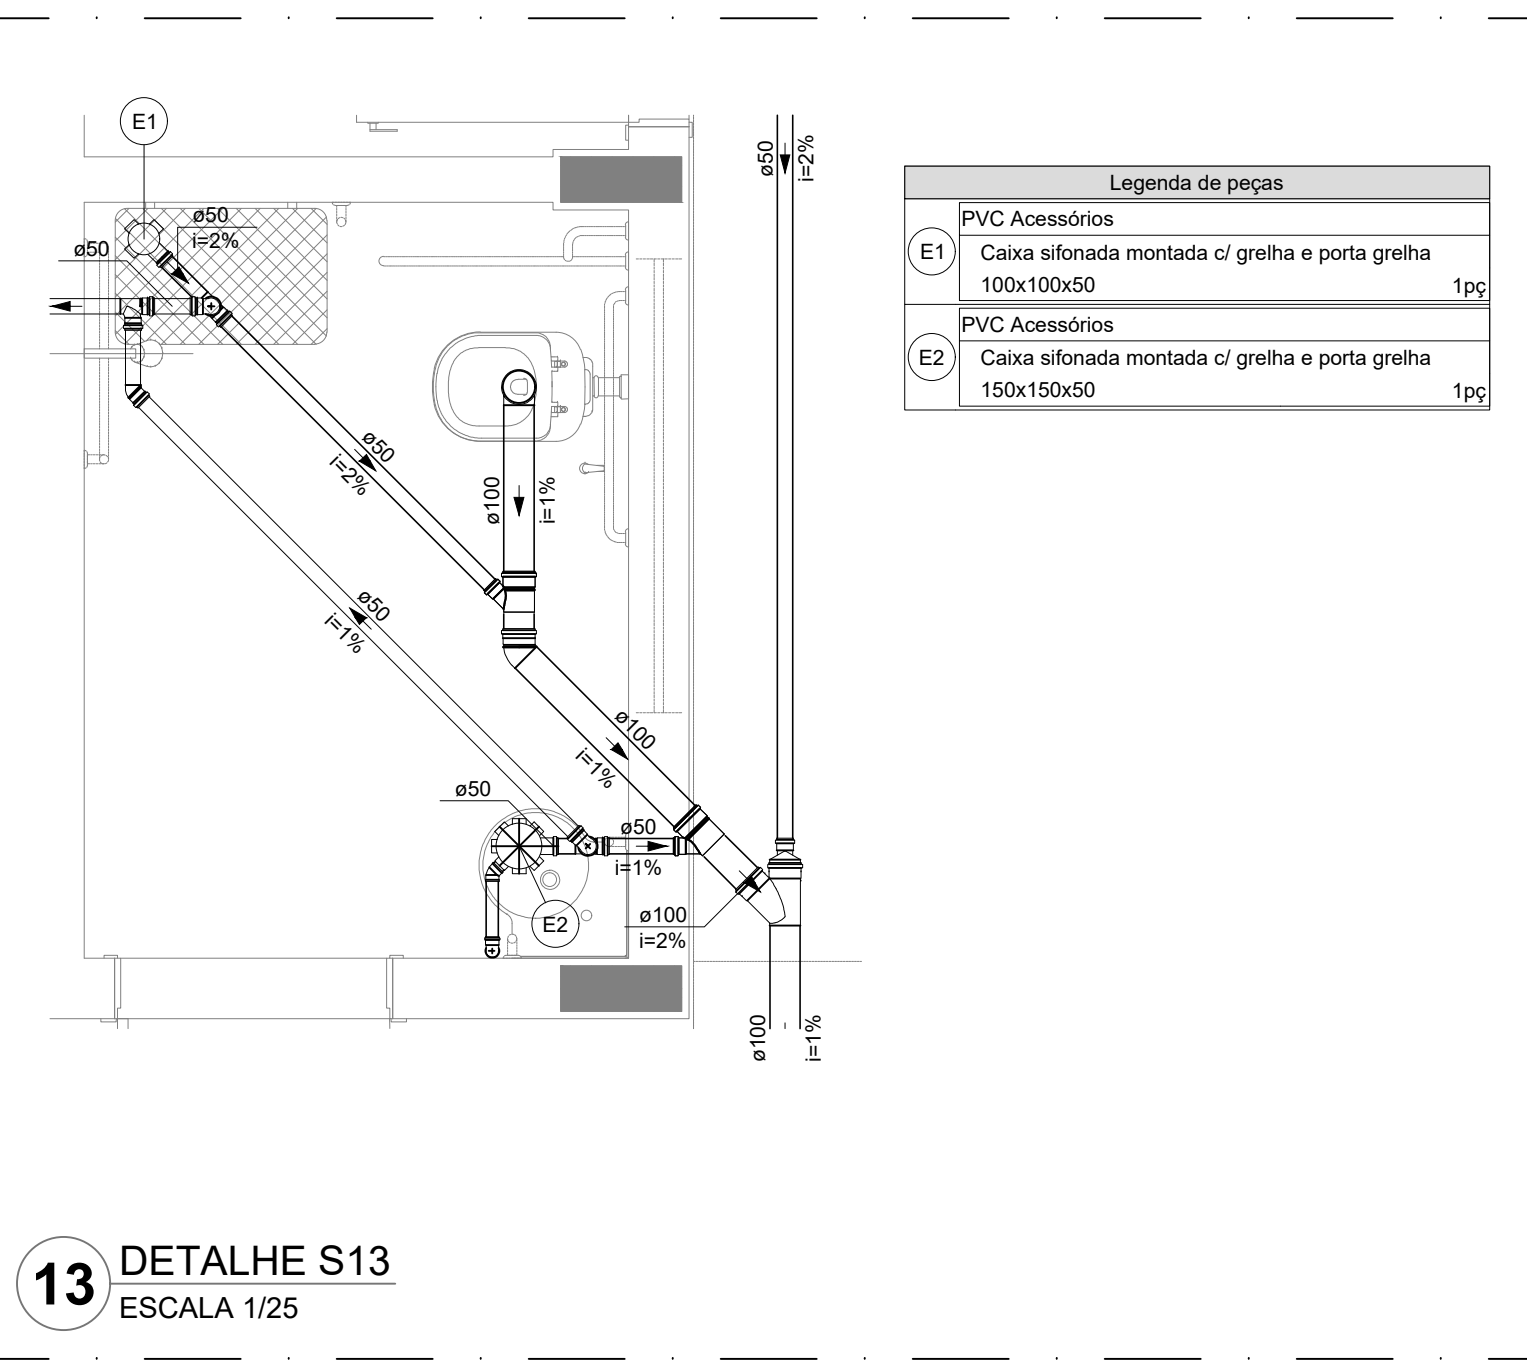 E1
ø50
i=2%
ø50
i=2%
ø50
ø50
i=2%
ø100
i=1%
ø50
i=1%
ø100
i=1%
ø50
ø50
i=1%
E2
ø100
i=2%
ø100
i=1%
Legenda de peças
E1
PVC Acessórios
Caixa sifonada montada c/ grelha e porta grelha
100x100x50 1pç
E2
PVC Acessórios
Caixa sifonada montada c/ grelha e porta grelha
150x150x50 1pç
13
DETALHE S13
ESCALA 1/25